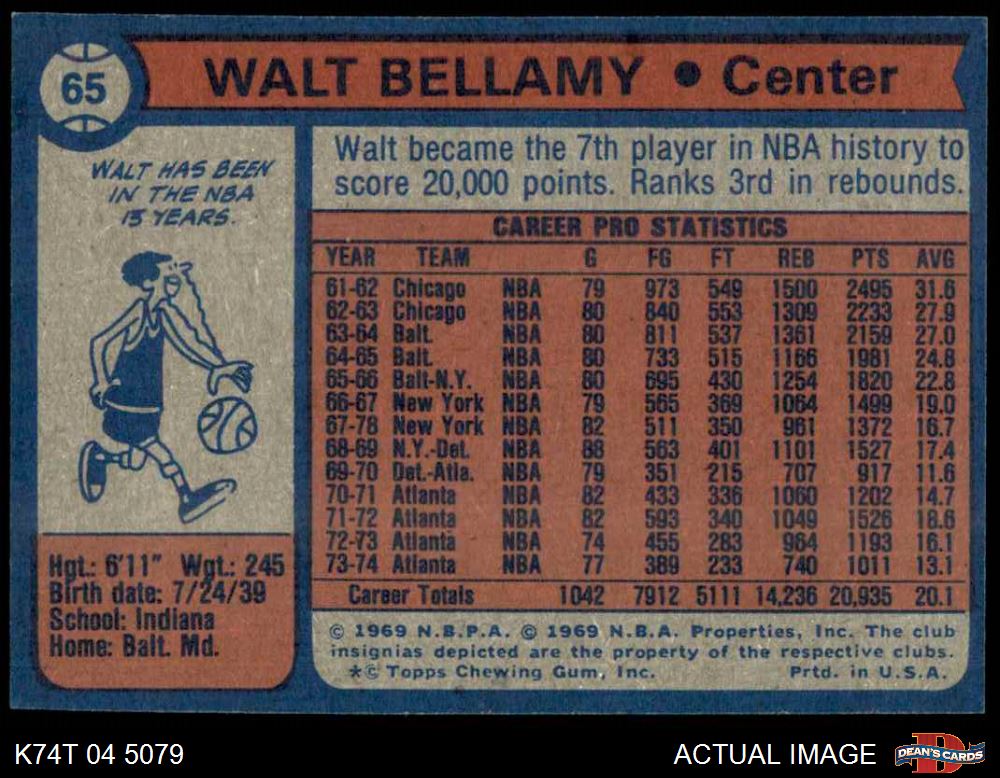 65
WALT BELLAMY • Center
WALT HAS BEEN
IN THE NBA
13 YEARS.
Walt became the 7th player in NBA history to
score 20,000 points. Ranks 3rd in rebounds.
CAREER PRO STATISTICS
YEAR TEAM G FG FT REB PTS AVG
61-62 Chicago NBA 79 973 549 1500 2495 31.6
62-63 Chicago NBA 80 840 553 1309 2233 27.9
63-64 Balt. NBA 80 811 537 1361 2159 27.0
64-65 Balt. NBA 80 733 515 1166 1981 24.8
65-66 Balt-N.Y. NBA 80 695 430 1254 1820 22.8
66-67 New York NBA 79 565 369 1064 1499 19.0
67-78 New York NBA 82 511 350 961 1372 16.7
68-69 N.Y.-Det. NBA 88 563 401 1101 1527 17.4
69-70 Det.-Atla. NBA 79 351 215 707 917 11.6
70-71 Atlanta NBA 82 433 336 1060 1202 14.7
71-72 Atlanta NBA 82 593 340 1049 1526 18.6
72-73 Atlanta NBA 74 455 283 964 1193 16.1
73-74 Atlanta NBA 77 389 233 740 1011 13.1
Career Totals 1042 7912 5111 14,236 20,935 20.1
Hgt.: 6'11" Wgt.: 245
Birth date: 7/24/39
School: Indiana
Home: Balt. Md.
© 1969 N.B.P.A. © 1969 N.B.A. Properties, Inc. The club
insignias depicted are the property of the respective clubs.
*© Topps Chewing Gum, Inc. Prtd. in U.S.A.
K74T 04 5079
ACTUAL IMAGE
D
DEAN'S CARDS